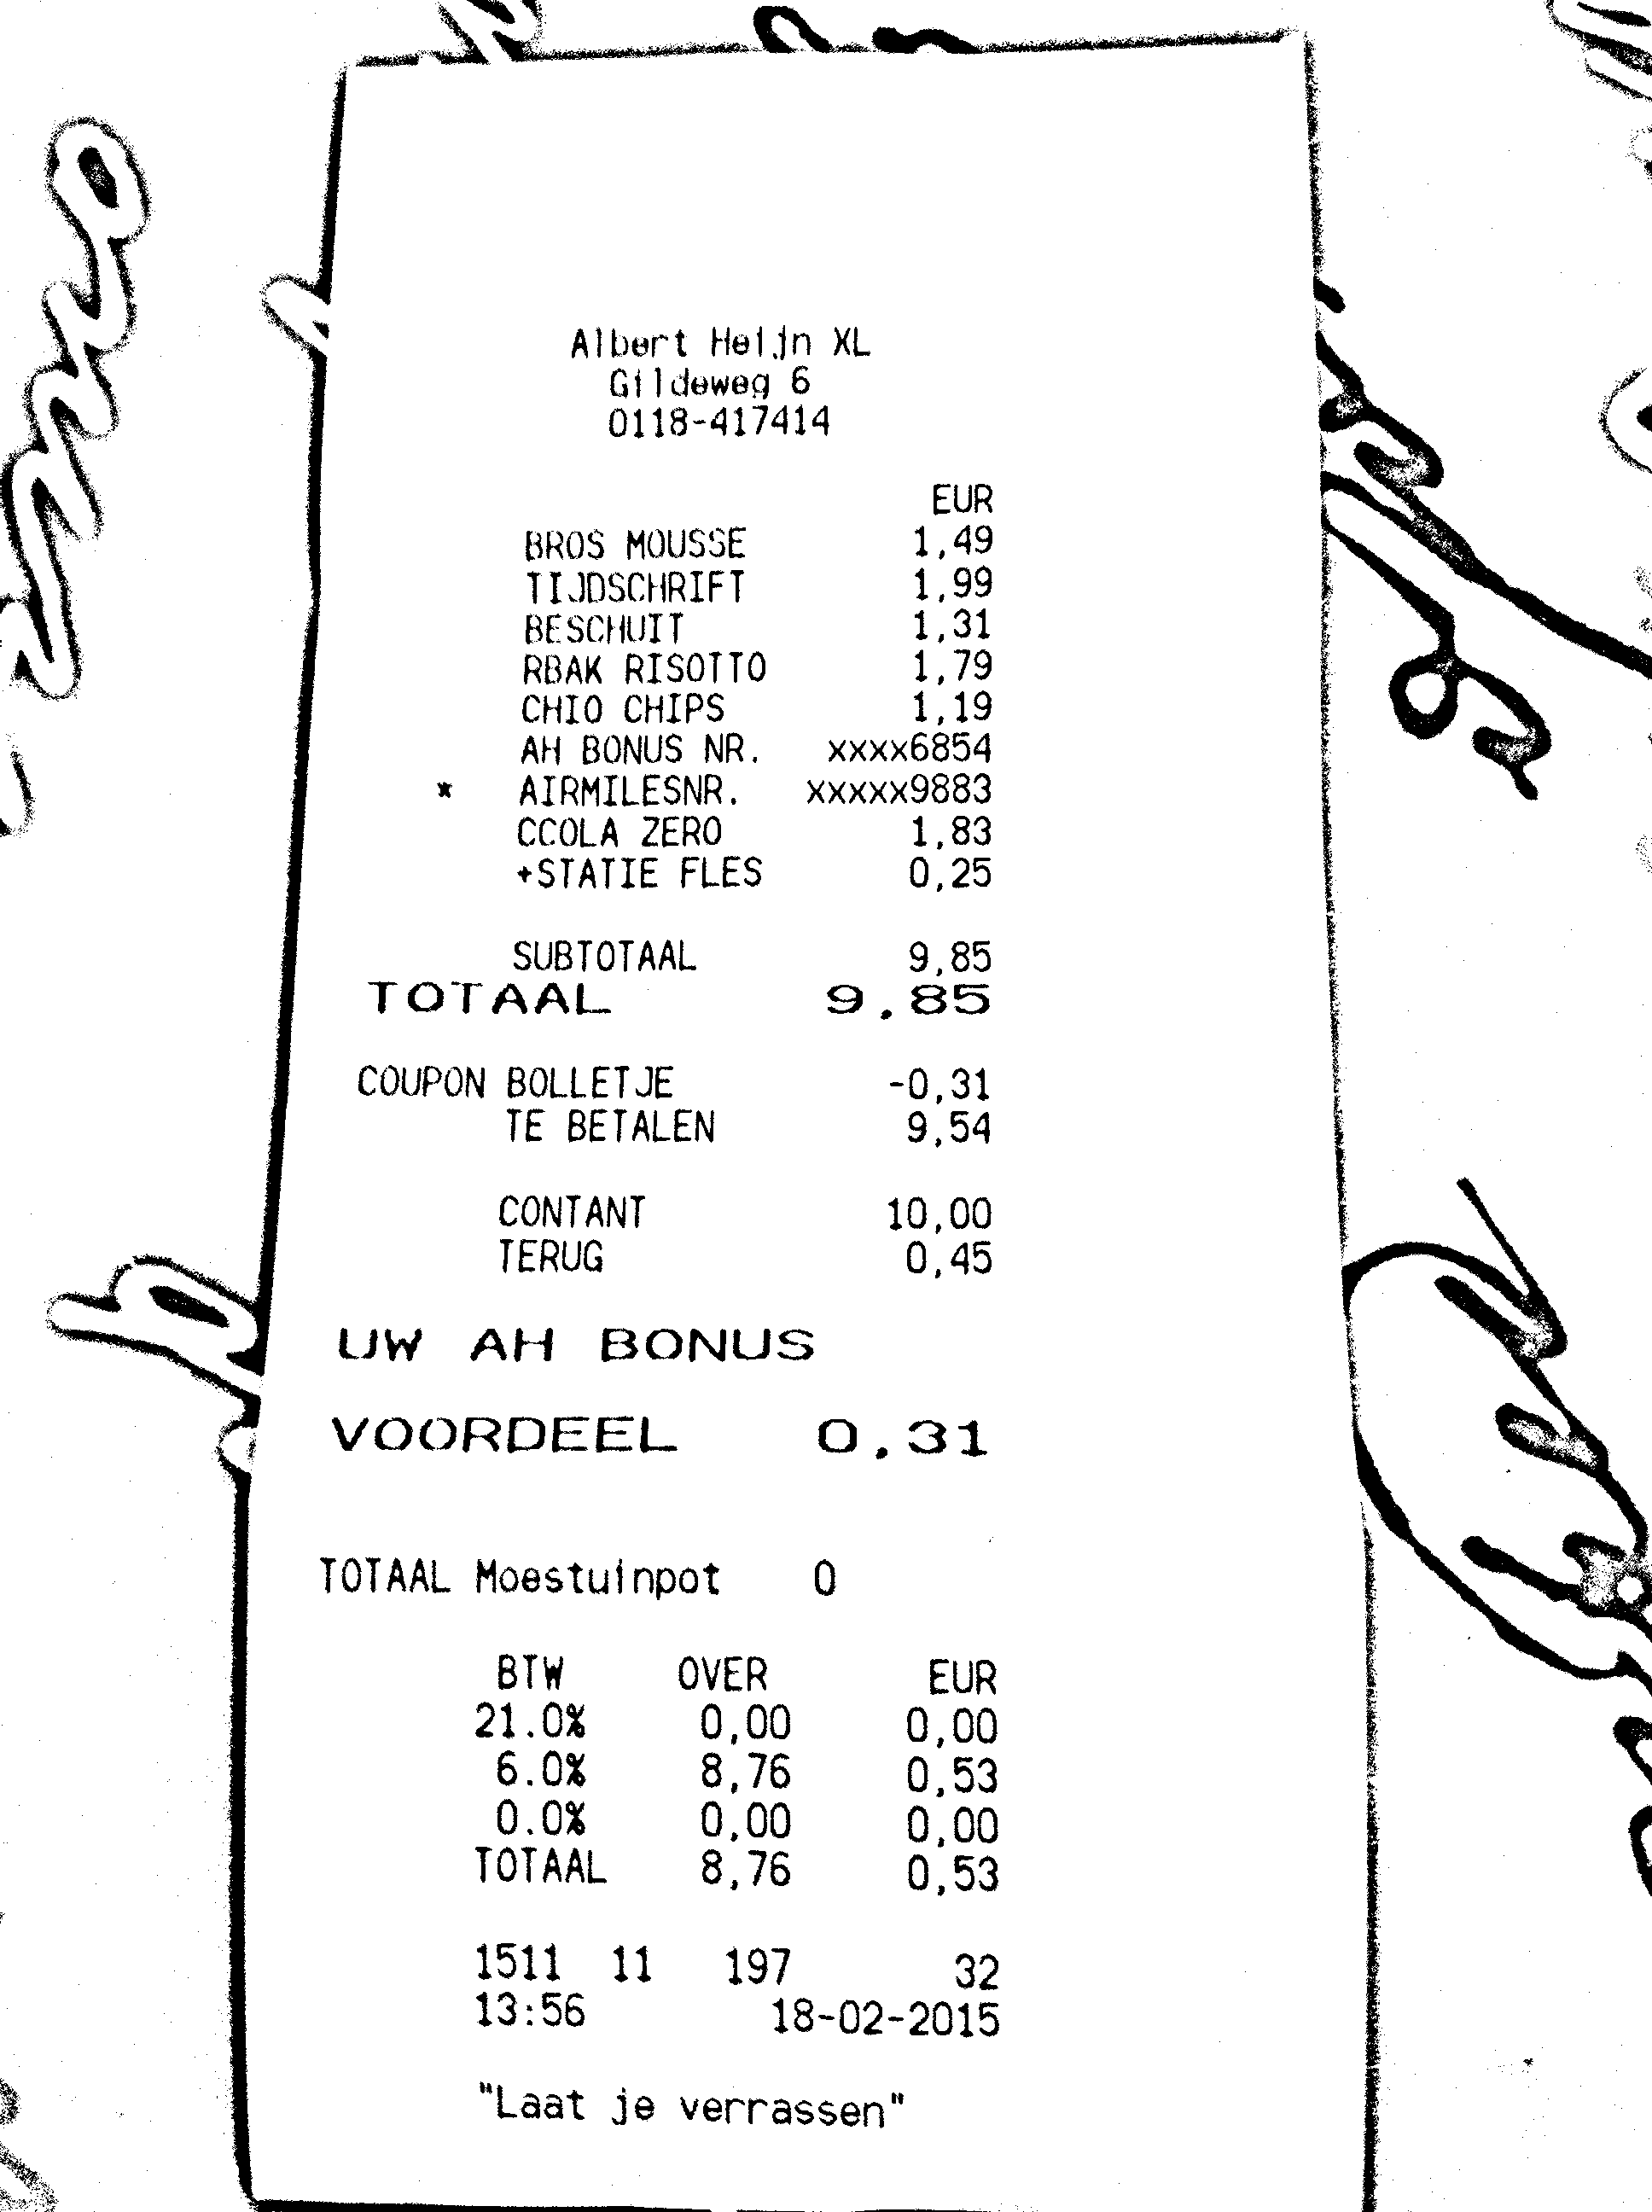 Albert Heijn XL
Gildeweg 6
0118-417414
EUR
BROS MOUSSE 1,49
TIJDSCHRIFT 1,99
BESCHUIT 1,31
RBAK RISOTTO 1,79
CHIO CHIPS 1,19
AH BONUS NR. xxxx6854
* AIRMILESNR. xxxxx9883
CCOLA ZERO 1,83
+STATIE FLES 0,25
SUBTOTAAL 9,85
TOTAAL 9.85
COUPON BOLLETJE -0,31
TE BETALEN 9,54
CONTANT 10,00
TERUG 0,45
UW AH BONUS
VOORDEEL 0.31
TOTAAL Moestuinpot 0
BTW OVER EUR
21.0% 0,00 0,00
6.0% 8,76 0,53
0.0% 0,00 0,00
TOTAAL 8,76 0,53
1511 11 197 32
13:56 18-02-2015
"Laat je verrassen"